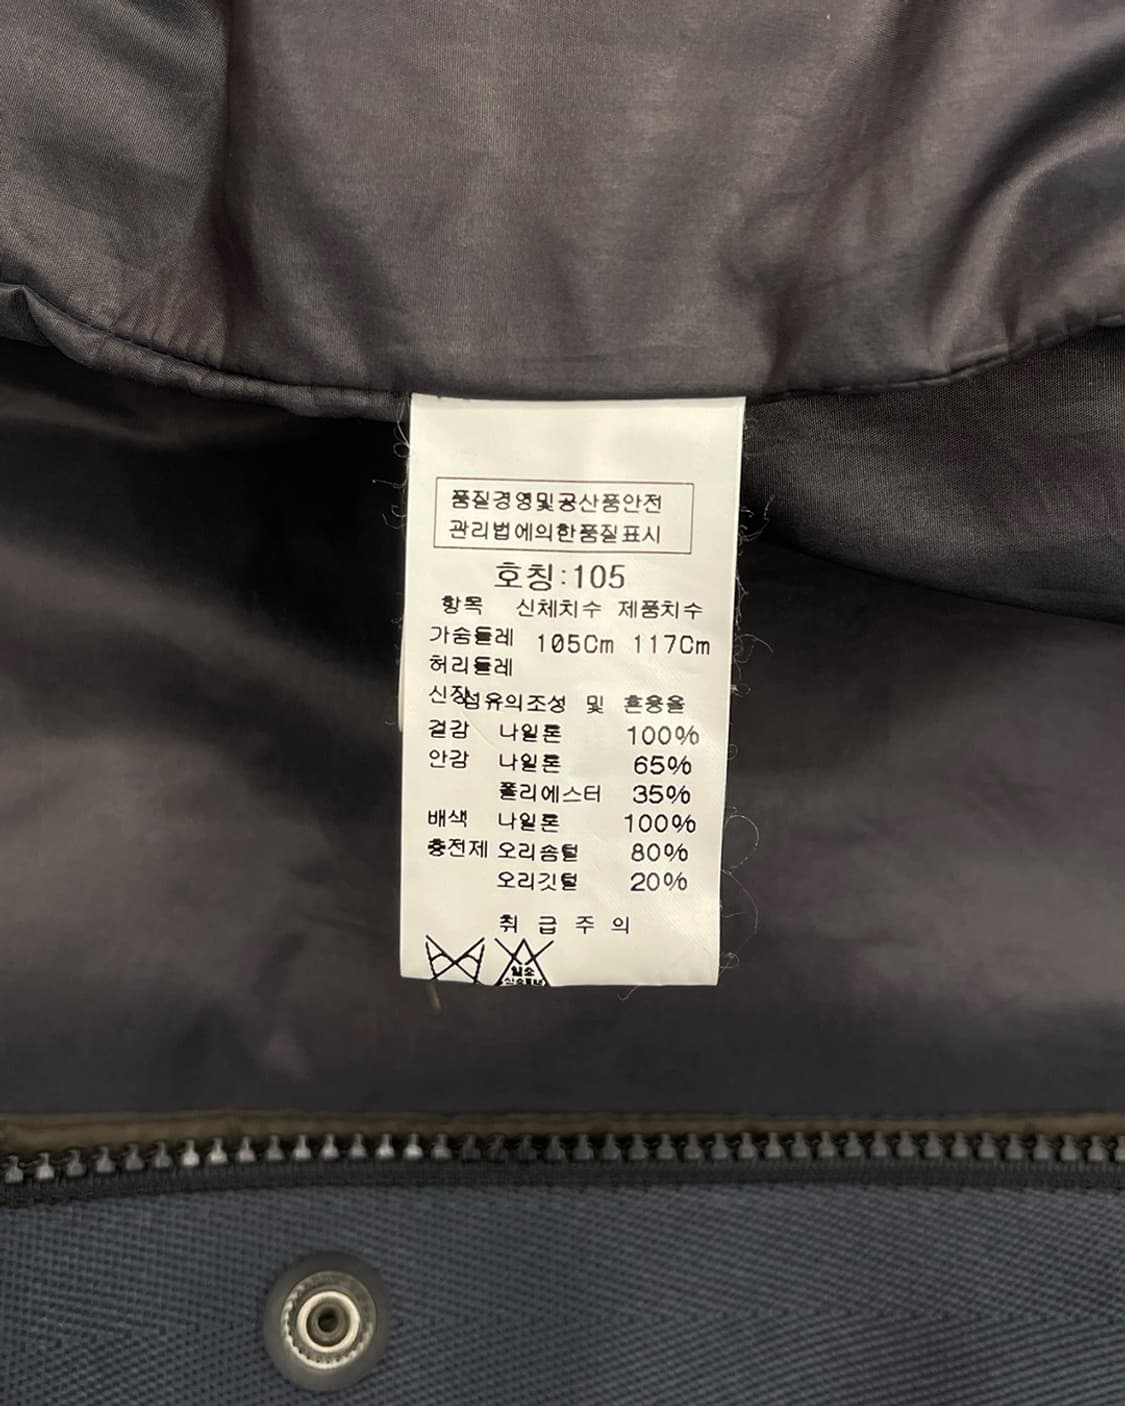 품질경영및공산품안전
관리법에의한품질표시
호칭:105
항목 신체치수 제품치수
가슴둘레 105Cm 117Cm
허리둘레
신장섬유의조성 및 혼용율
겉감 나일론 100%
안감 나일론 65%
폴리에스터 35%
배색 나일론 100%
충전제 오리솜털 80%
오리깃털 20%
취급주의